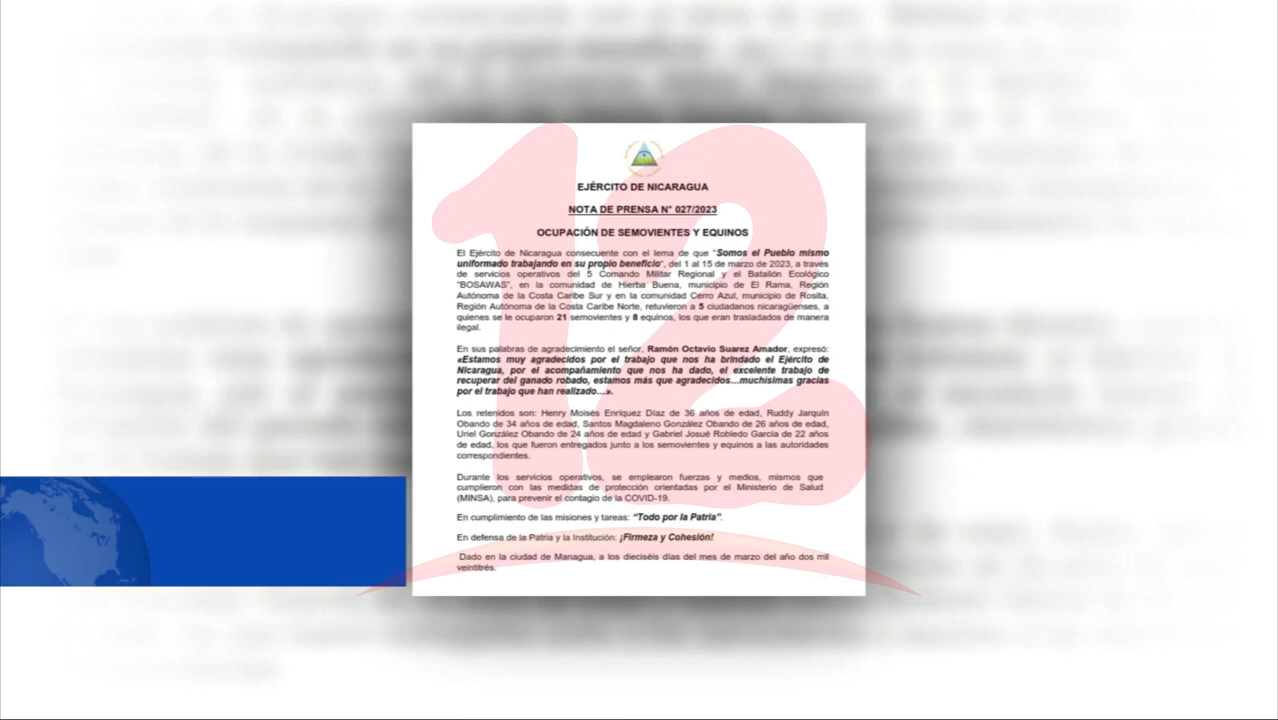 12
EJÉRCITO DE NICARAGUA
NOTA DE PRENSA N° 027/2023
OCUPACIÓN DE SEMOVIENTES Y EQUINOS
El Ejército de Nicaragua consecuente con el lema de que "Somos el Pueblo mismo
uniformado trabajando en su propio beneficio", del 1 al 15 de marzo de 2023, a través
de servicios operativos del 5 Comando Militar Regional y el Batallón Ecológico
"BOSAWAS", en la comunidad de Hierba Buena, municipio de El Rama, Región
Autónoma de la Costa Caribe Sur y en la comunidad Cerro Azul, municipio de Rosita,
Región Autónoma de la Costa Caribe Norte, retuvieron a 5 ciudadanos nicaragüenses, a
quienes se le ocuparon 21 semovientes y 8 equinos, los que eran trasladados de manera
ilegal.
En sus palabras de agradecimiento el señor, Ramón Octavio Suarez Amador, expresó:
«Estamos muy agradecidos por el trabajo que nos ha brindado el Ejército de
Nicaragua, por el acompañamiento que nos ha dado, el excelente trabajo de
recuperar del ganado robado, estamos más que agradecidos...muchísimas gracias
por el trabajo que han realizado...».
Los retenidos son: Henry Moisés Enríquez Díaz de 36 años de edad, Ruddy Jarquín
Obando de 34 años de edad, Santos Magdaleno González Obando de 26 años de edad,
Uriel González Obando de 24 años de edad y Gabriel Josué Robledo García de 22 años
de edad, los que fueron entregados junto a los semovientes y equinos a las autoridades
correspondientes.
Durante los servicios operativos, se emplearon fuerzas y medios, mismos que
cumplieron con las medidas de protección orientadas por el Ministerio de Salud
(MINSA), para prevenir el contagio de la COVID-19.
En cumplimiento de las misiones y tareas: "Todo por la Patria".
En defensa de la Patria y la Institución: ¡Firmeza y Cohesión!
Dado en la ciudad de Managua, a los dieciséis días del mes de marzo del año dos mil
veintitrés.